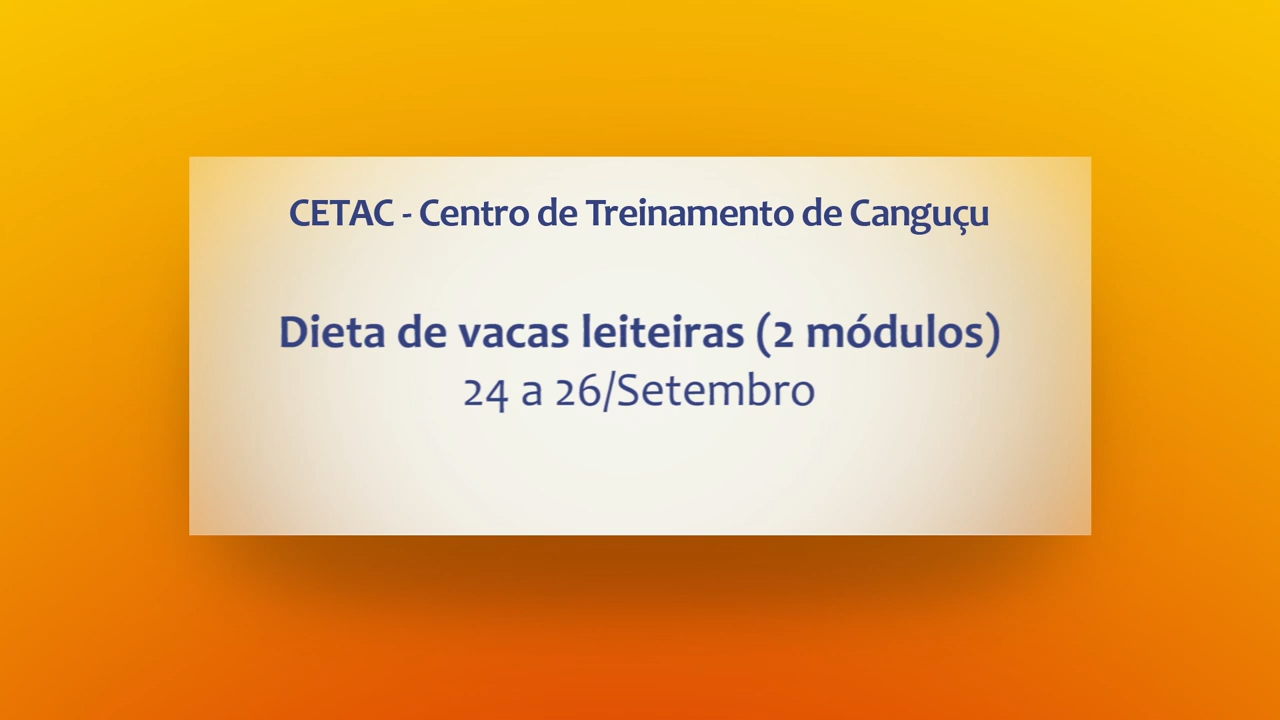 CETAC - Centro de Treinamento de Canguçu
Dieta de vacas leiteiras (2 módulos)
24 a 26/Setembro